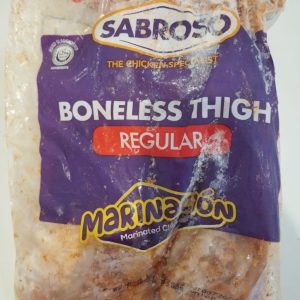 SABROSO
THE CHICKEN SPECIALIST
BONELESS THIGH
REGULAR
MARINACIÓN
Marinated